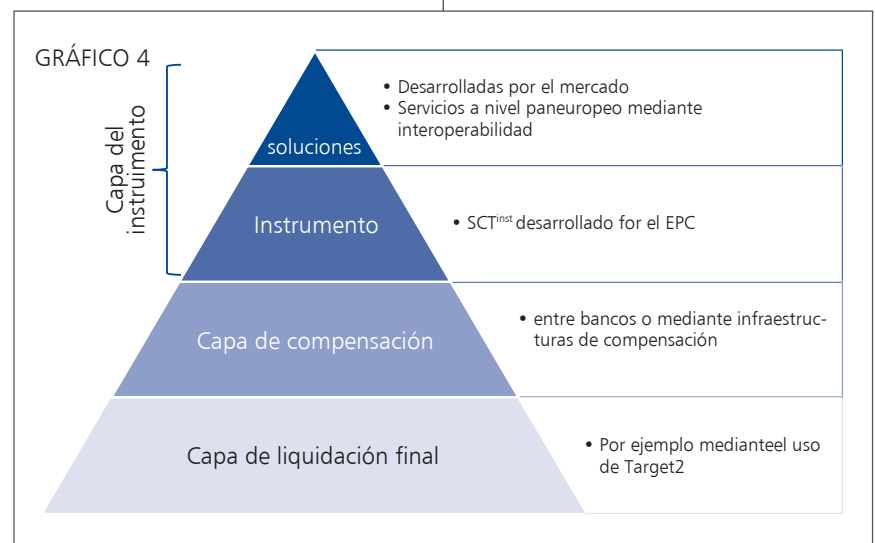 GRÁFICO 4
Capa del
instruimento
soluciones
• Desarrolladas por el mercado
• Servicios a nivel paneuropeo mediante
interoperabilidad
Instrumento
• SCTinst desarrollado for el EPC
Capa de compensación
• entre bancos o mediante infraestruc-
turas de compensación
Capa de liquidación final
• Por ejemplo medianteel uso
de Target2